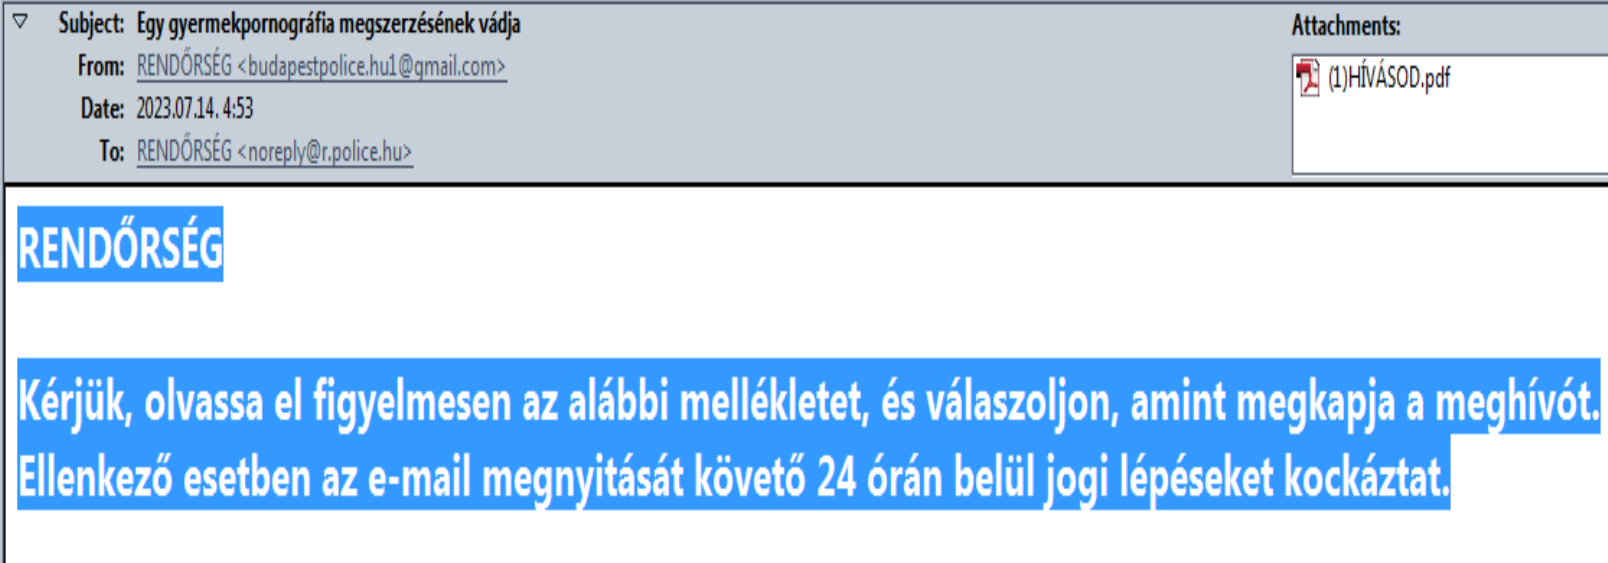 Subject: Egy gyermekpornográfia megszerzésének vádja
From: RENDŐRSÉG <budapestpolice.hu1@gmail.com>
Date: 2023.07.14. 4:53
To: RENDŐRSÉG <noreply@r.police.hu>
Attachments:
(1)HÍVÁSOD.pdf
RENDŐRSÉG
Kérjük, olvassa el figyelmesen az alábbi mellékletet, és válaszoljon, amint megkapja a meghívót.
Ellenkező esetben az e-mail megnyitását követő 24 órán belül jogi lépéseket kockáztat.